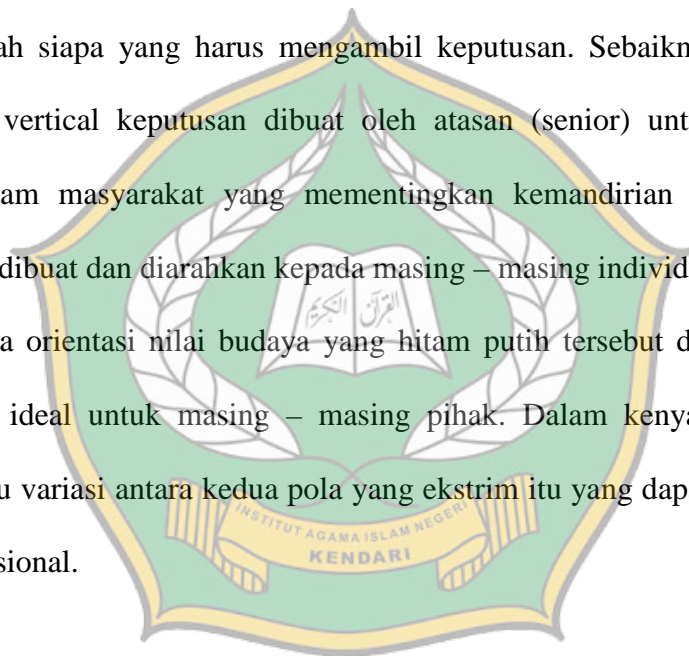 ah siapa yang harus mengambil keputusan. Sebaikn
vertical keputusan dibuat oleh atasan (senior) unt
am masyarakat yang mementingkan kemandirian
dibuat dan diarahkan kepada masing – masing individ
القرآن الكريم
a orientasi nilai budaya yang hitam putih tersebut d
ideal untuk masing – masing pihak. Dalam kenya
u variasi antara kedua pola yang ekstrim itu yang dap
INSTITUT AGAMA ISLAM NEGERI
KENDARI
sional.